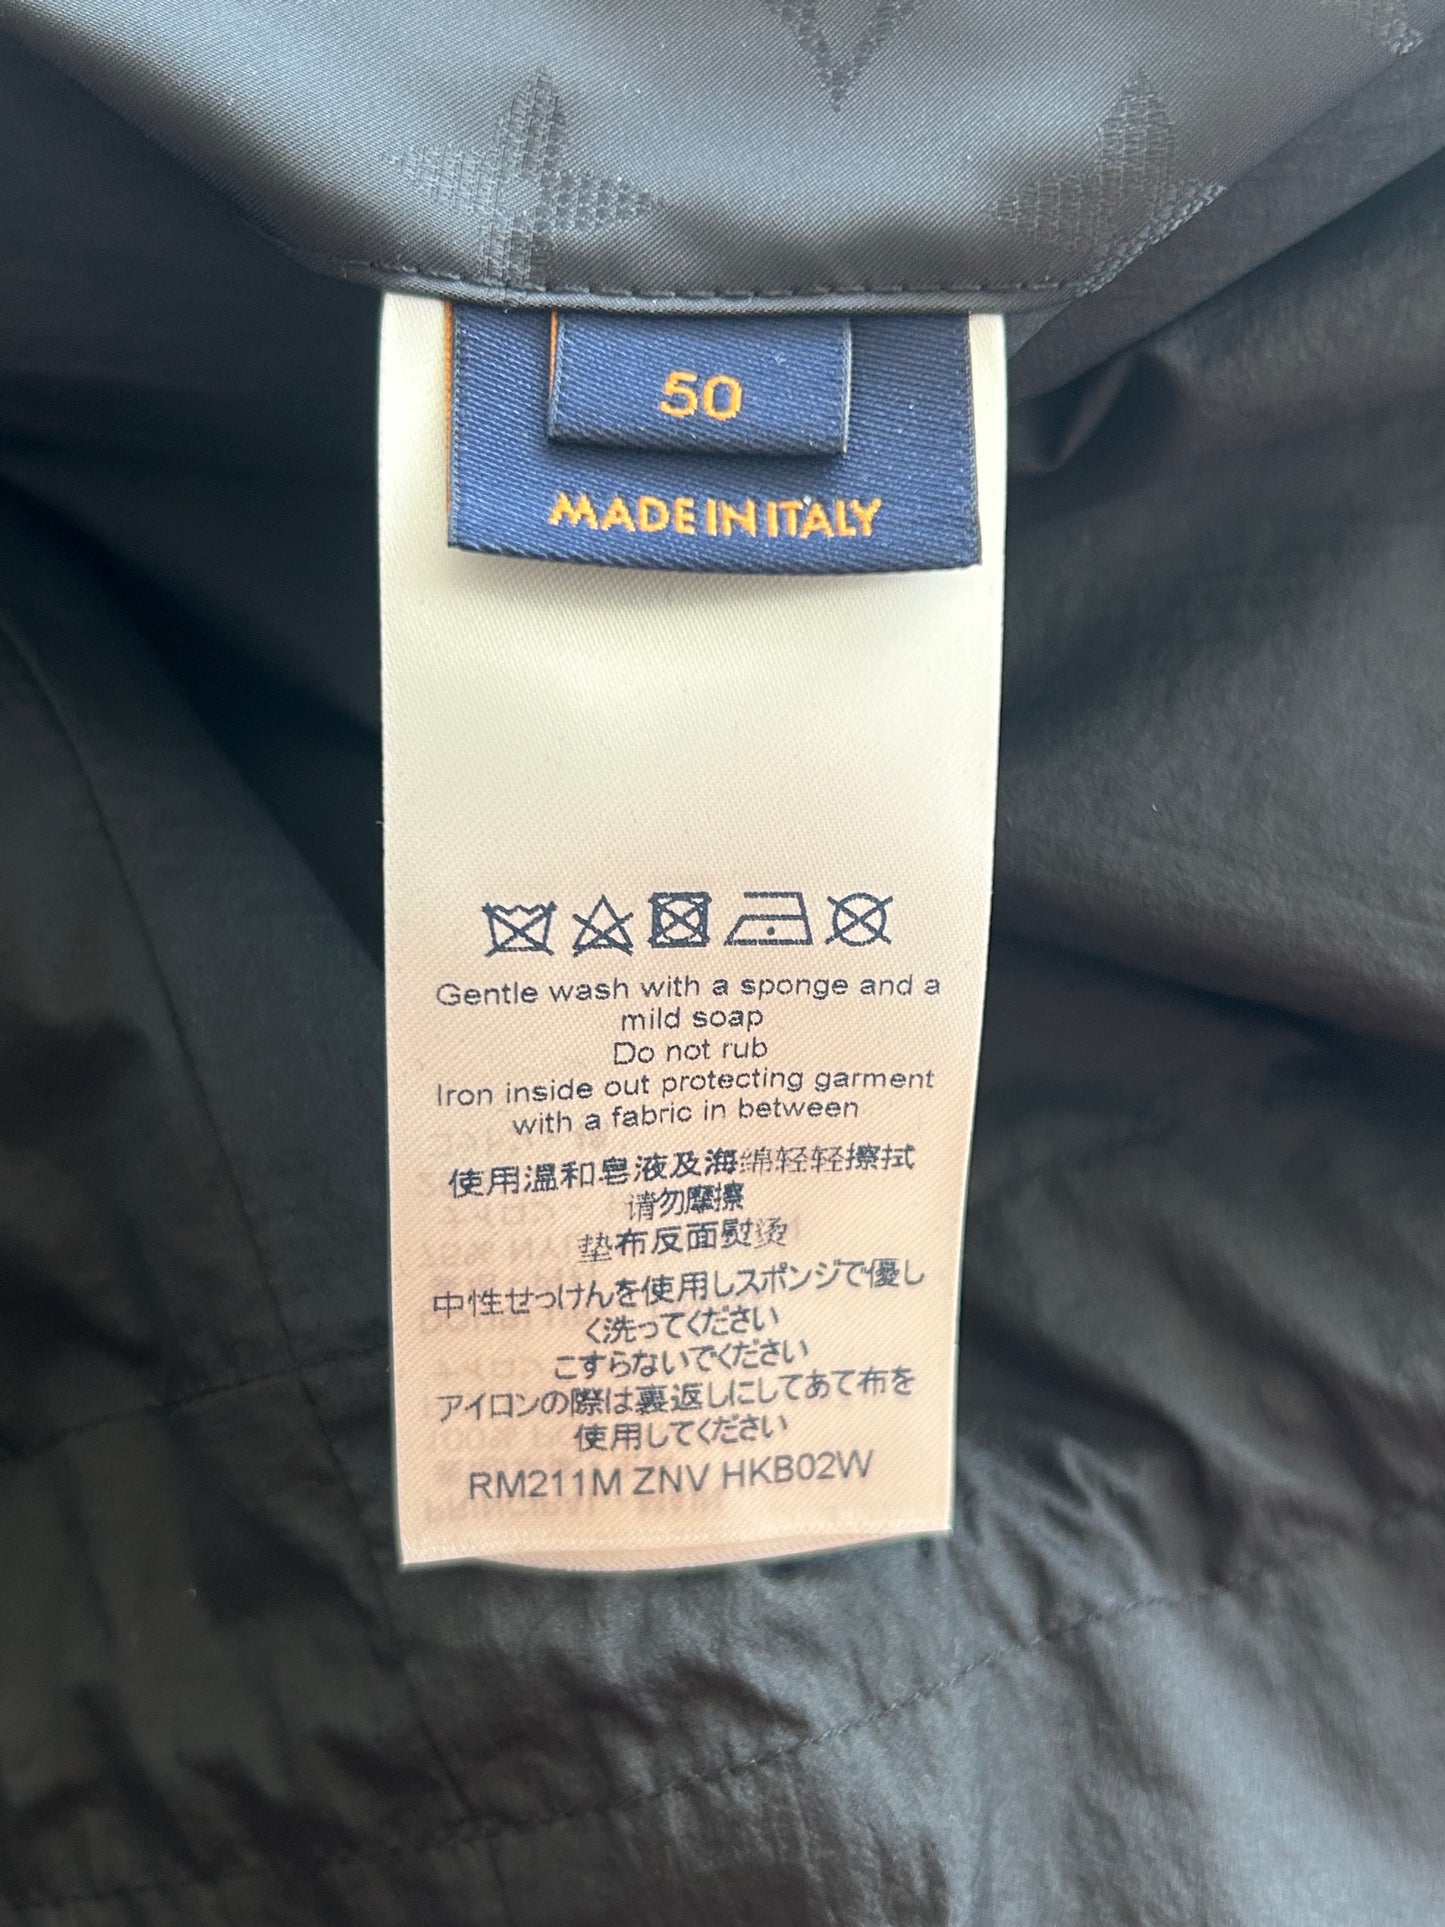 50
MADE IN ITALY
Gentle wash with a sponge and a
mild soap
Do not rub
Iron inside out protecting garment
with a fabric in between
使用温和皂液及海绵轻轻擦拭
请勿摩擦
垫布反面熨烫
中性せっけんを使用しスポンジで優し
く洗ってください
こすらないでください
アイロンの際は裏返しにしてあて布を
使用してください
RM211M ZNV HKB02W